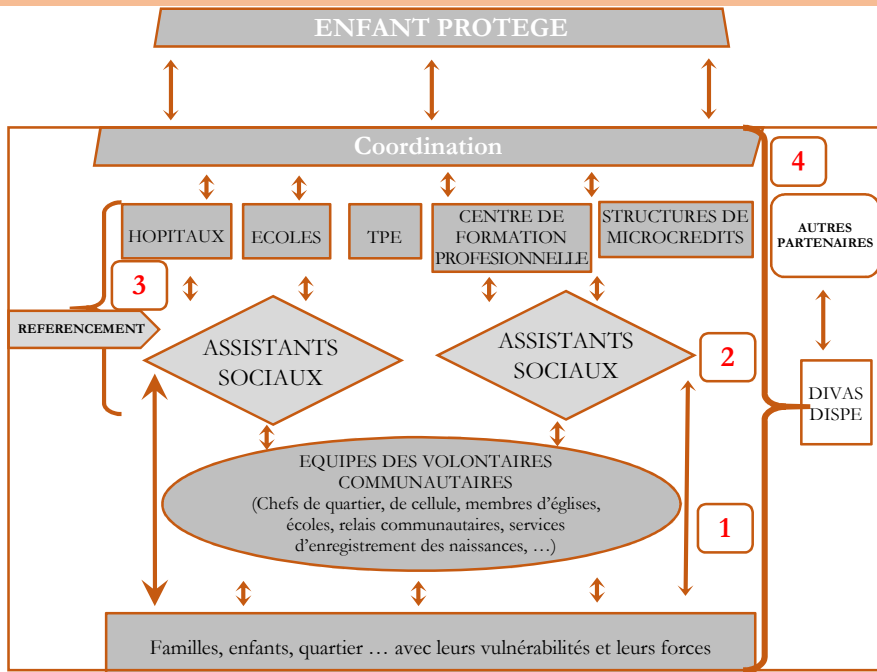 ENFANT PROTEGE
Coordination
4
HOPITAUX
ECOLES
TPE
CENTRE DE
FORMATION
PROFESIONNELLE
STRUCTURES DE
MICROCREDITS
AUTRES
PARTENAIRES
3
REFERENCEMENT
ASSISTANTS
SOCIAUX
ASSISTANTS
SOCIAUX
2
DIVAS
DISPE
EQUIPES DES VOLONTAIRES
COMMUNAUTAIRES
(Chefs de quartier, de cellule, membres d'églises,
écoles, relais communautaires, services
d'enregistrement des naissances, …)
1
Familles, enfants, quartier … avec leurs vulnérabilités et leurs forces